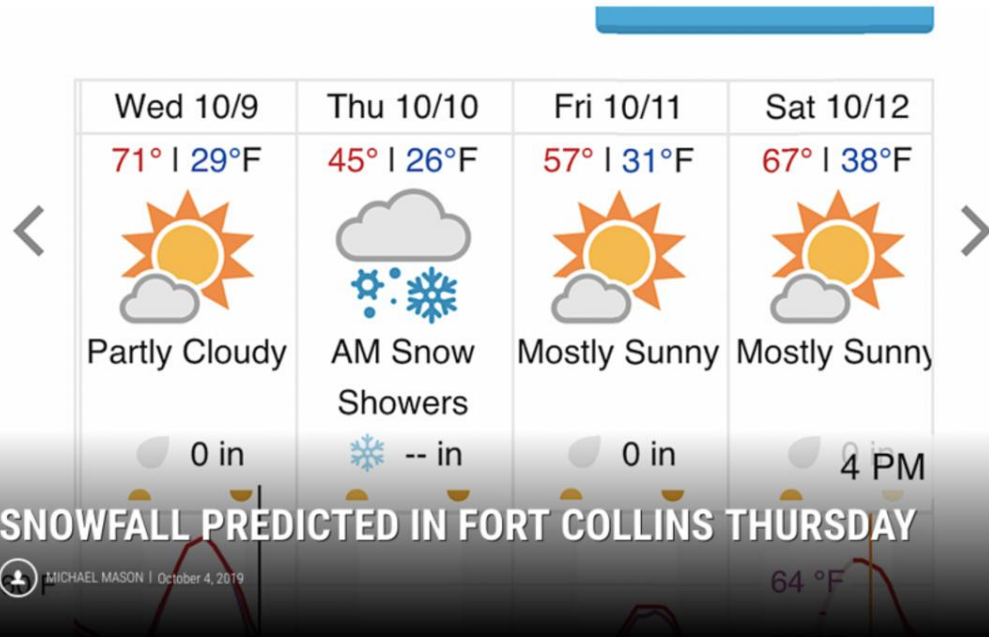 Wed 10/9 Thu 10/10 Fri 10/11 Sat 10/12
71° | 29°F 45° | 26°F 57° | 31°F 67° | 38°F
Partly Cloudy AM Snow Mostly Sunny Mostly Sunny
Showers
0 in -- in 0 in 0 in
4 PM
SNOWFALL PREDICTED IN FORT COLLINS THURSDAY
MICHAEL MASON | October 4, 2019
64 °F